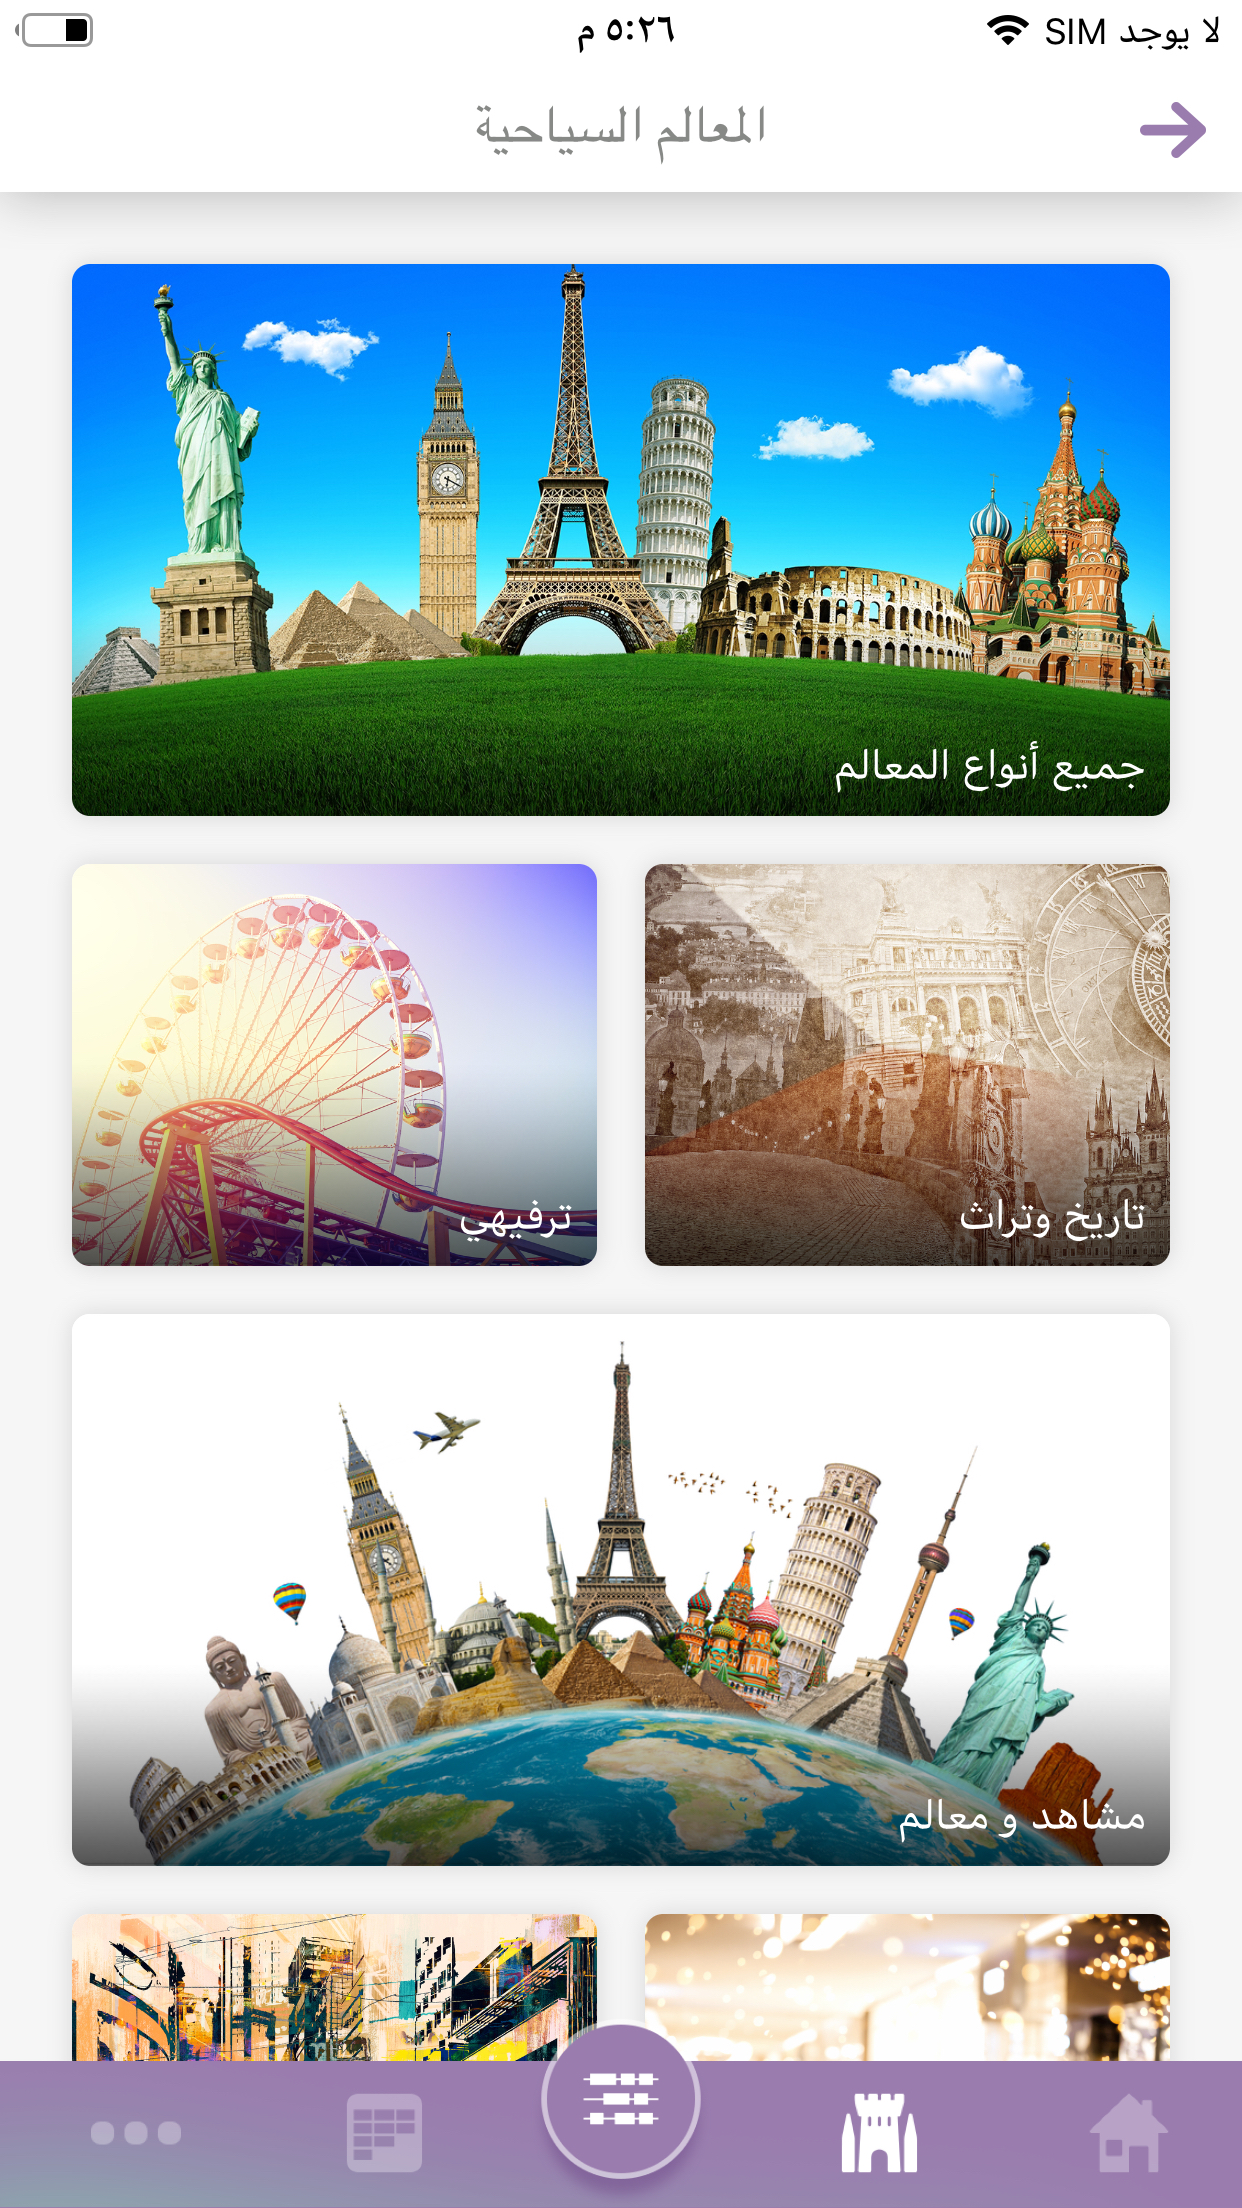 لا يوجد SIM
٥:٢٦ م
المعالم السياحية
جميع أنواع المعالم
تاريخ وتراث
ترفيهي
مشاهد و معالم